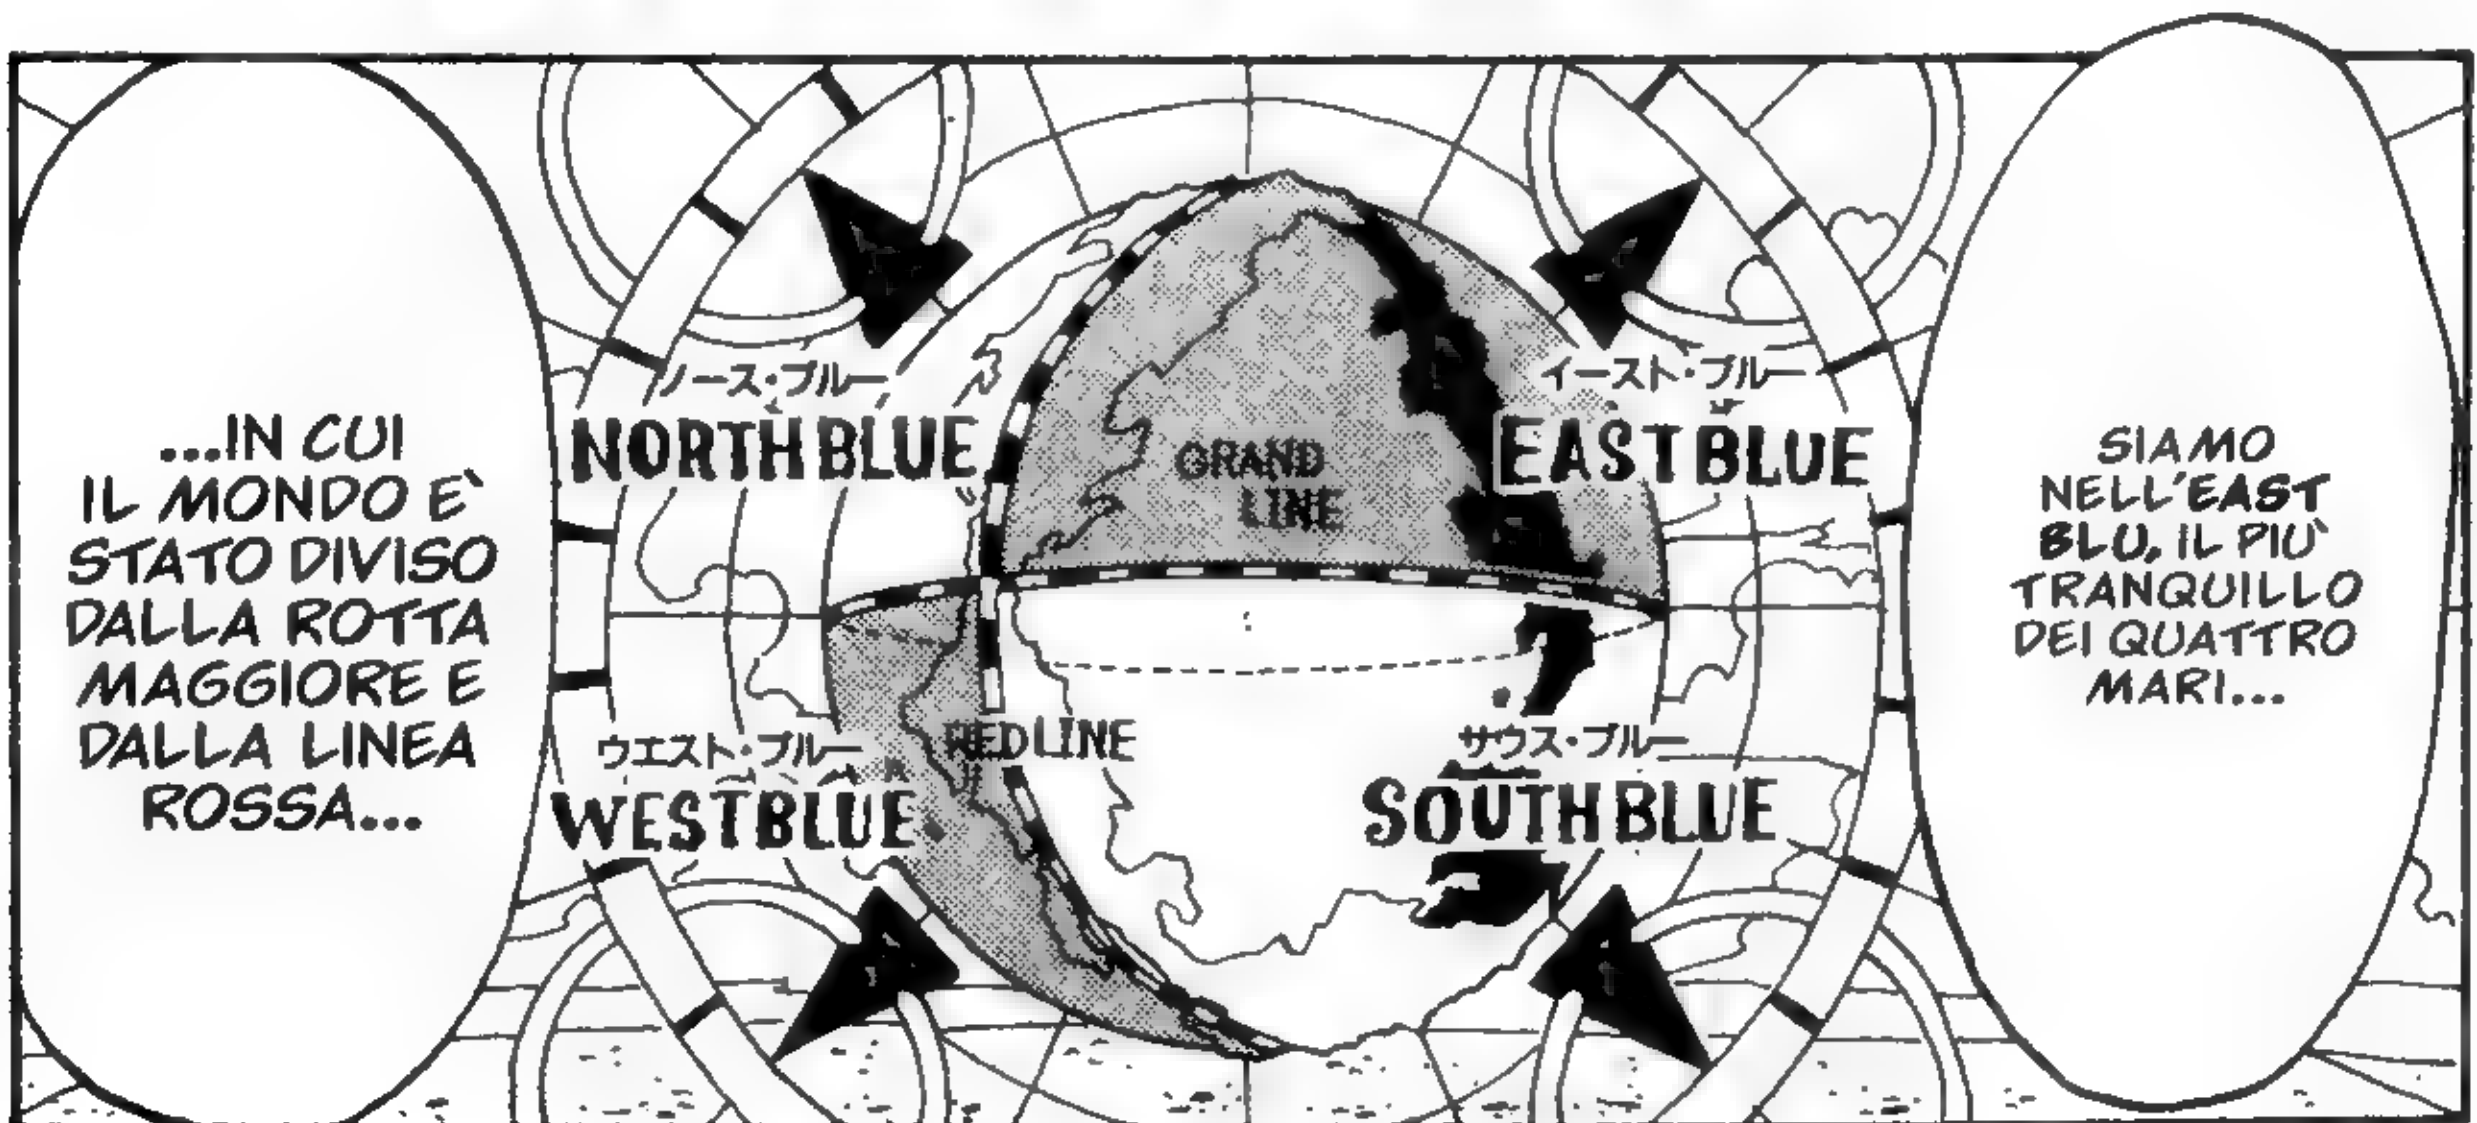 SIAMO
NELL'EAST
BLU, IL PIU`
TRANQUILLO
DEI QUATTRO
MARI...
イースト・ブルー
EAST BLUE
GRAND
LINE
ノース・ブルー
NORTH BLUE
サウス・ブルー
SOUTH BLUE
RED LINE
ウエスト・ブルー
WEST BLUE
...IN CUI
IL MONDO E`
STATO DIVISO
DALLA ROTTA
MAGGIORE E
DALLA LINEA
ROSSA...